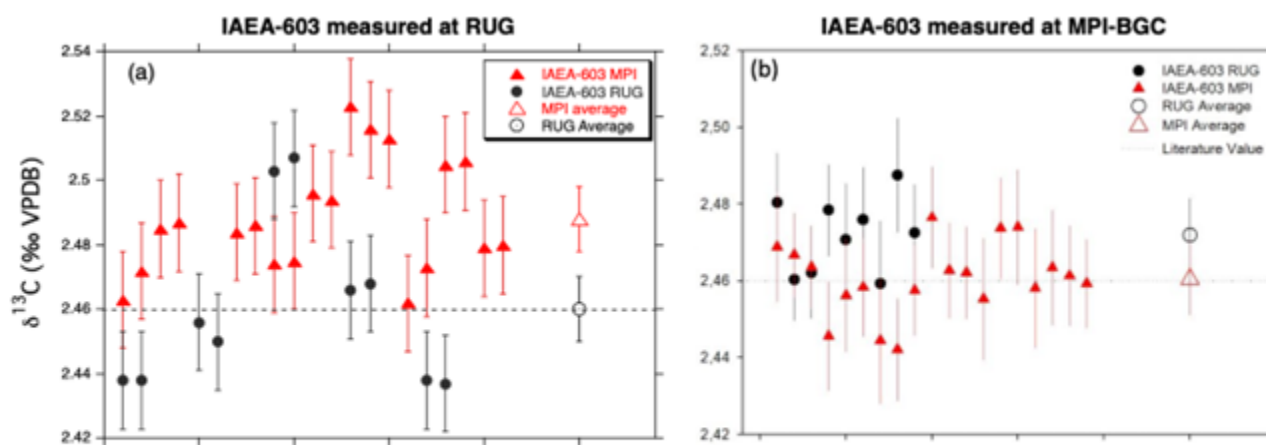 IAEA-603 measured at RUG
2.54
2.52
2.5
2.48
2.46
2.44
2.42
δ ¹³C (‰ VPDB)
(a)
IAEA-603 MPI
IAEA-603 RUG
MPI average
RUG Average
IAEA-603 measured at MPI-BGC
2,52
2,50
2,48
2,46
2,44
2,42
(b)
IAEA-603 RUG
IAEA-603 MPI
RUG Average
MPI Average
Literature Value